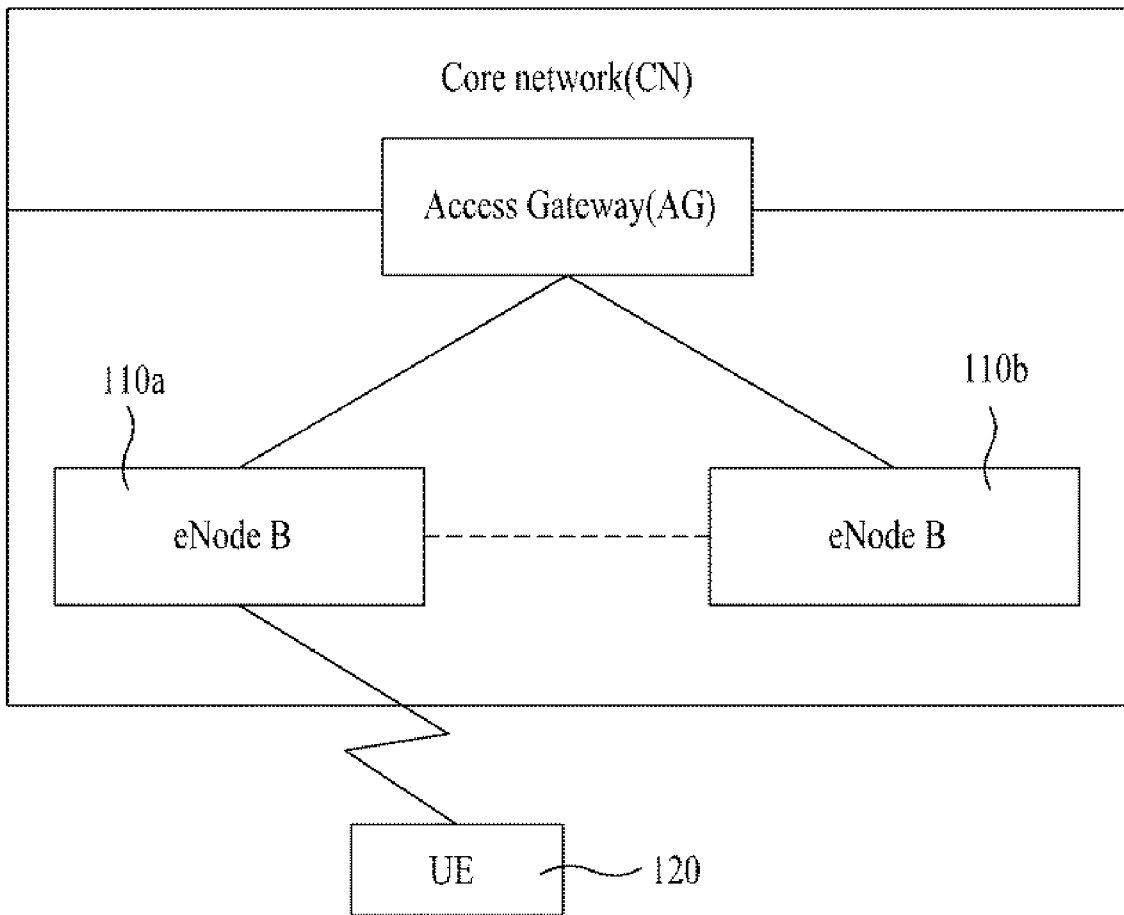 Core network(CN)
Access Gateway(AG)
110a
110b
eNode B
eNode B
UE
120